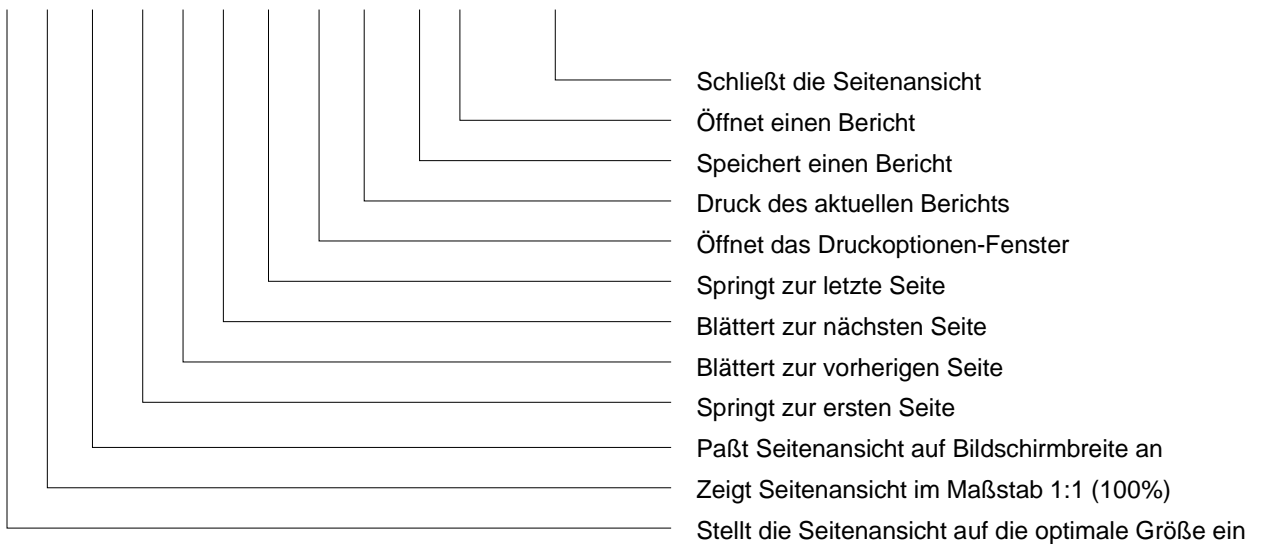 Schließt die Seitenansicht
Öffnet einen Bericht
Speichert einen Bericht
Druck des aktuellen Berichts
Öffnet das Druckoptionen-Fenster
Springt zur letzte Seite
Blättert zur nächsten Seite
Blättert zur vorherigen Seite
Springt zur ersten Seite
Paßt Seitenansicht auf Bildschirmbreite an
Zeigt Seitenansicht im Maßstab 1:1 (100%)
Stellt die Seitenansicht auf die optimale Größe ein